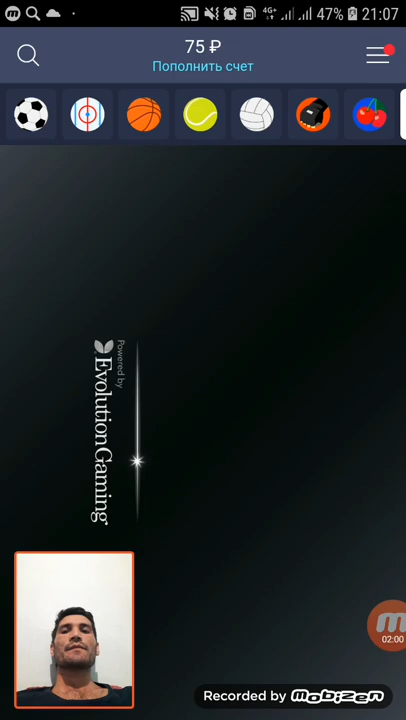 4G+ 47% 21:07
75 ₽
Пополнить счет
Powered by
EvolutionGaming
02:00
Recorded by mobizen